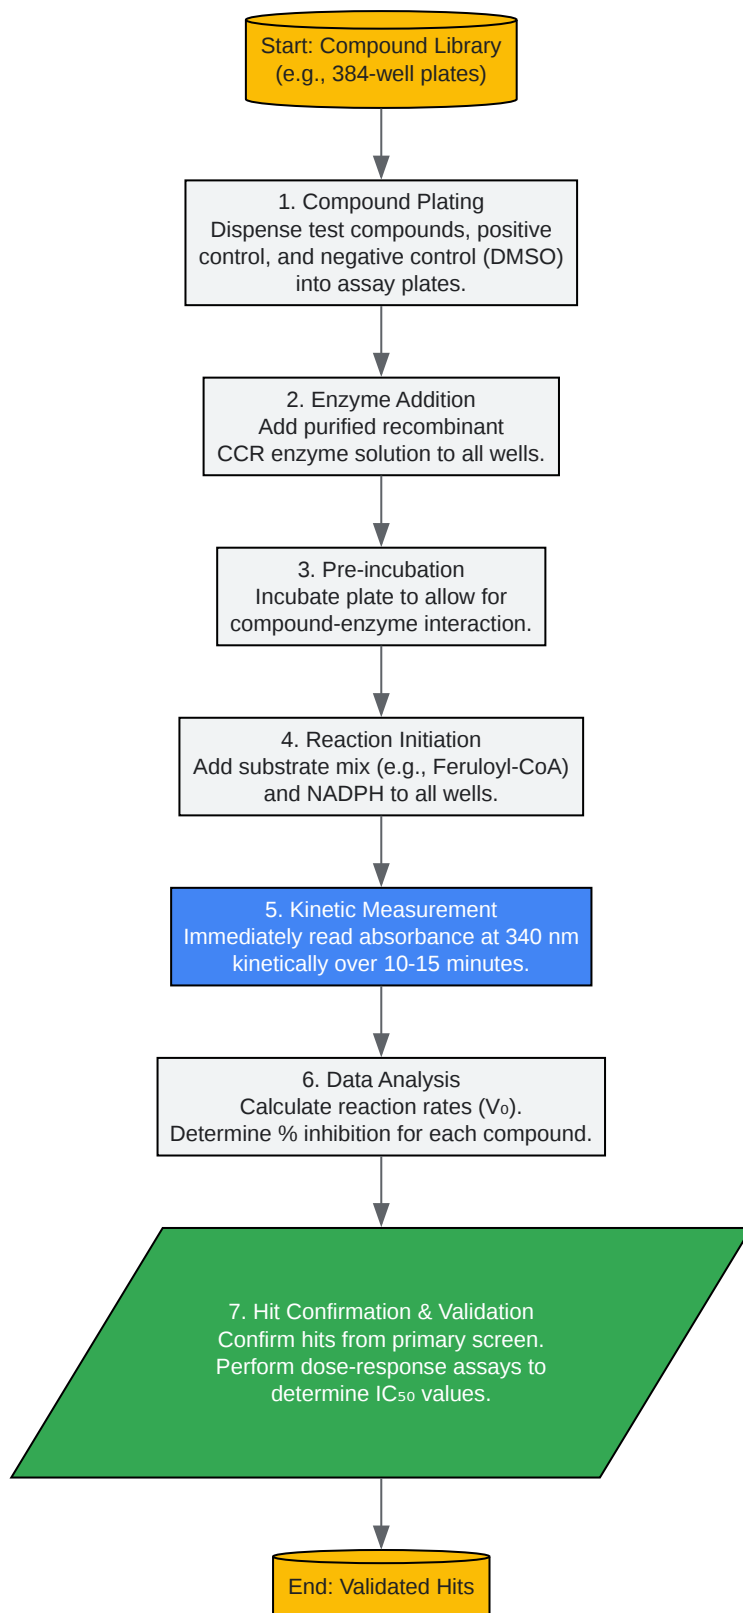 Start: Compound Library
(e.g., 384-well plates)
1. Compound Plating
Dispense test compounds, positive
control, and negative control (DMSO)
into assay plates.
2. Enzyme Addition
Add purified recombinant
CCR enzyme solution to all wells.
3. Pre-incubation
Incubate plate to allow for
compound-enzyme interaction.
4. Reaction Initiation
Add substrate mix (e.g., Feruloyl-CoA)
and NADPH to all wells.
5. Kinetic Measurement
Immediately read absorbance at 340 nm
kinetically over 10-15 minutes.
6. Data Analysis
Calculate reaction rates (V₀).
Determine % inhibition for each compound.
7. Hit Confirmation & Validation
Confirm hits from primary screen.
Perform dose-response assays to
determine IC₅₀ values.
End: Validated Hits